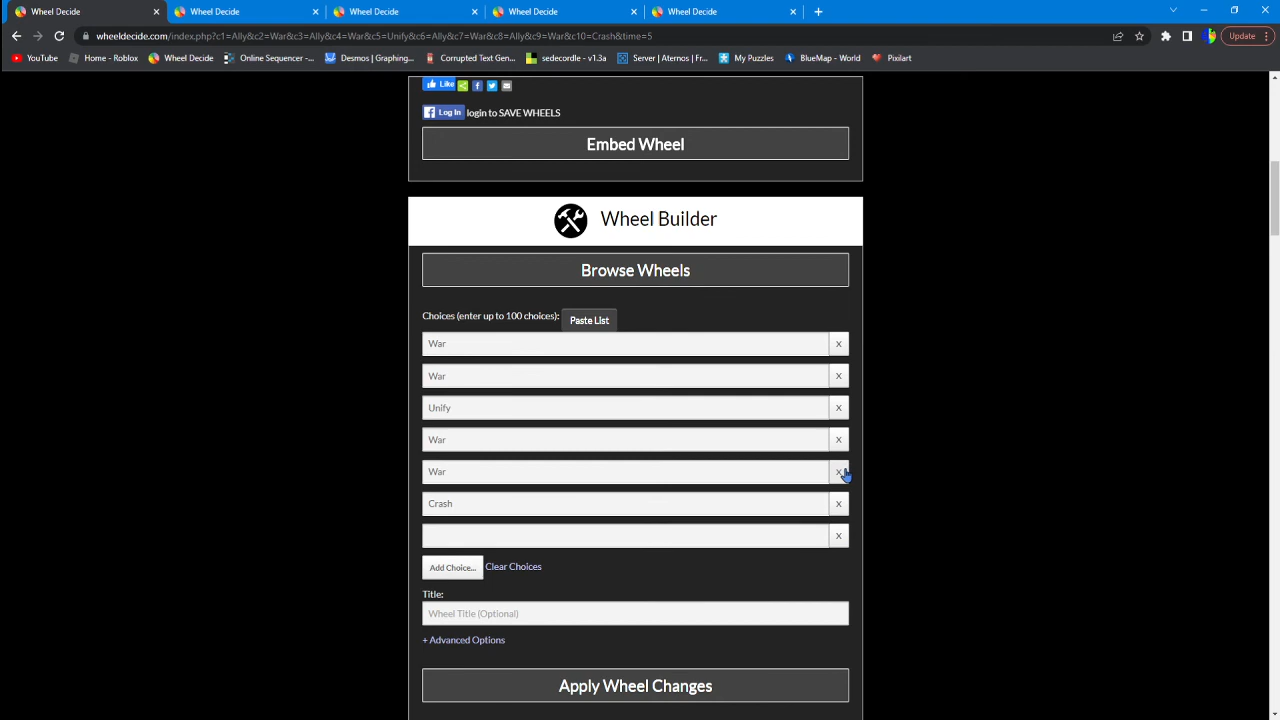 Wheel Decide Wheel Decide Wheel Decide Wheel Decide Wheel Decide
wheeldecide.com/index.php?c1=Ally&c2=War&c3=Ally&c4=War&c5=Unify&c6=Ally&c7=War&c8=Ally&c9=War&c10=Crash&time=5 Update
YouTube Home - Roblox Wheel Decide Online Sequencer -... Desmos | Graphing... Corrupted Text Gen... sedecordle - v1.3a Server | Aternos | Fr... My Puzzles BlueMap - World Pixilart
Like
Log In login to SAVE WHEELS
Embed Wheel
Wheel Builder
Browse Wheels
Choices (enter up to 100 choices): Paste List
War X
War X
Unify X
War X
War X
Crash X
X
Add Choice... Clear Choices
Title:
Wheel Title (Optional)
+ Advanced Options
Apply Wheel Changes